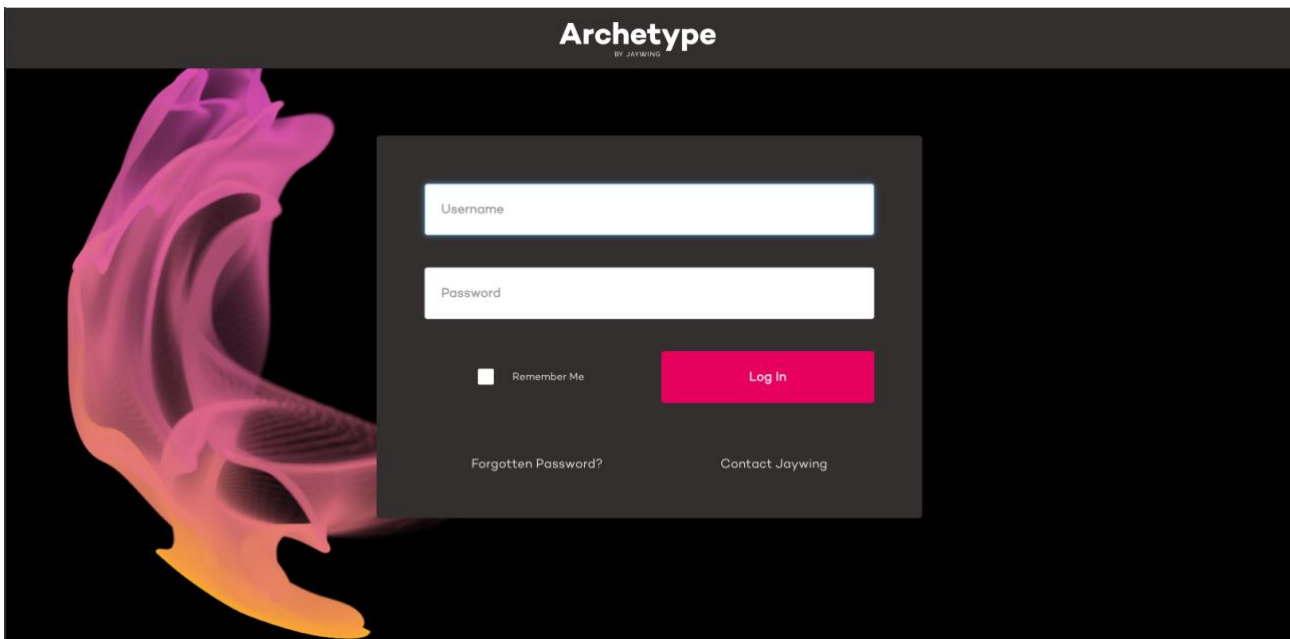 Archetype
BY JAYWING
Username
Password
Remember Me
Log In
Forgotten Password?
Contact Jaywing